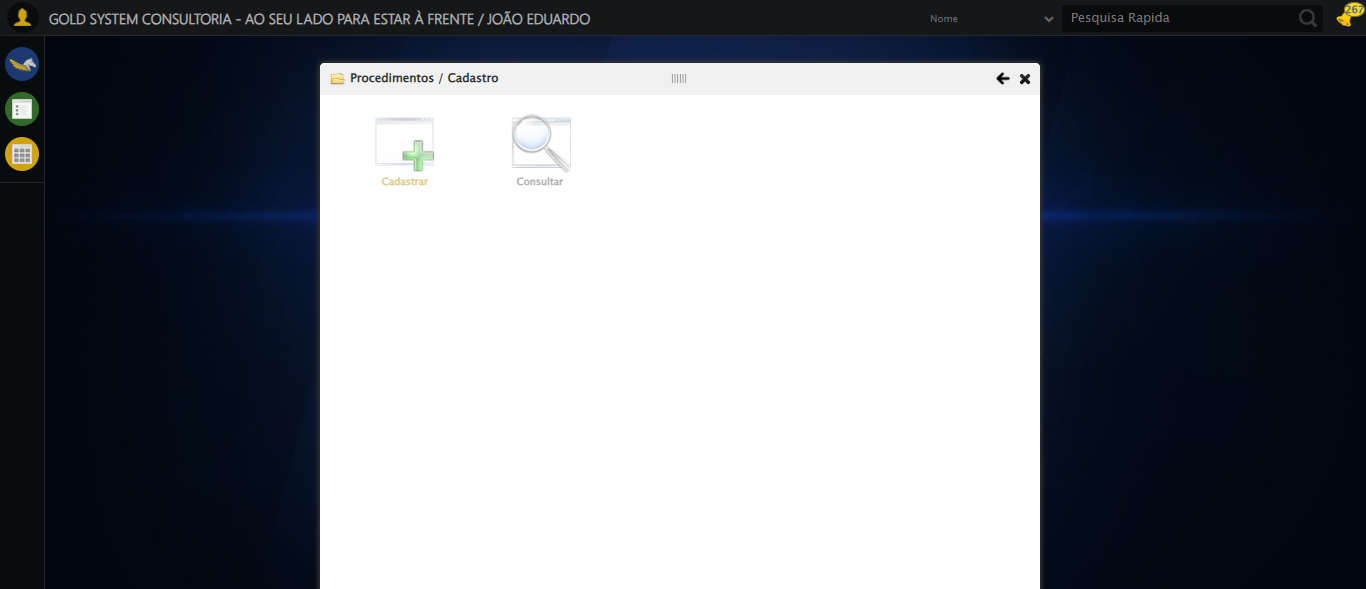 GOLD SYSTEM CONSULTORIA - AO SEU LADO PARA ESTAR À FRENTE / JOÃO EDUARDO
Nome
Pesquisa Rapida
267
Procedimentos / Cadastro
Cadastrar
Consultar